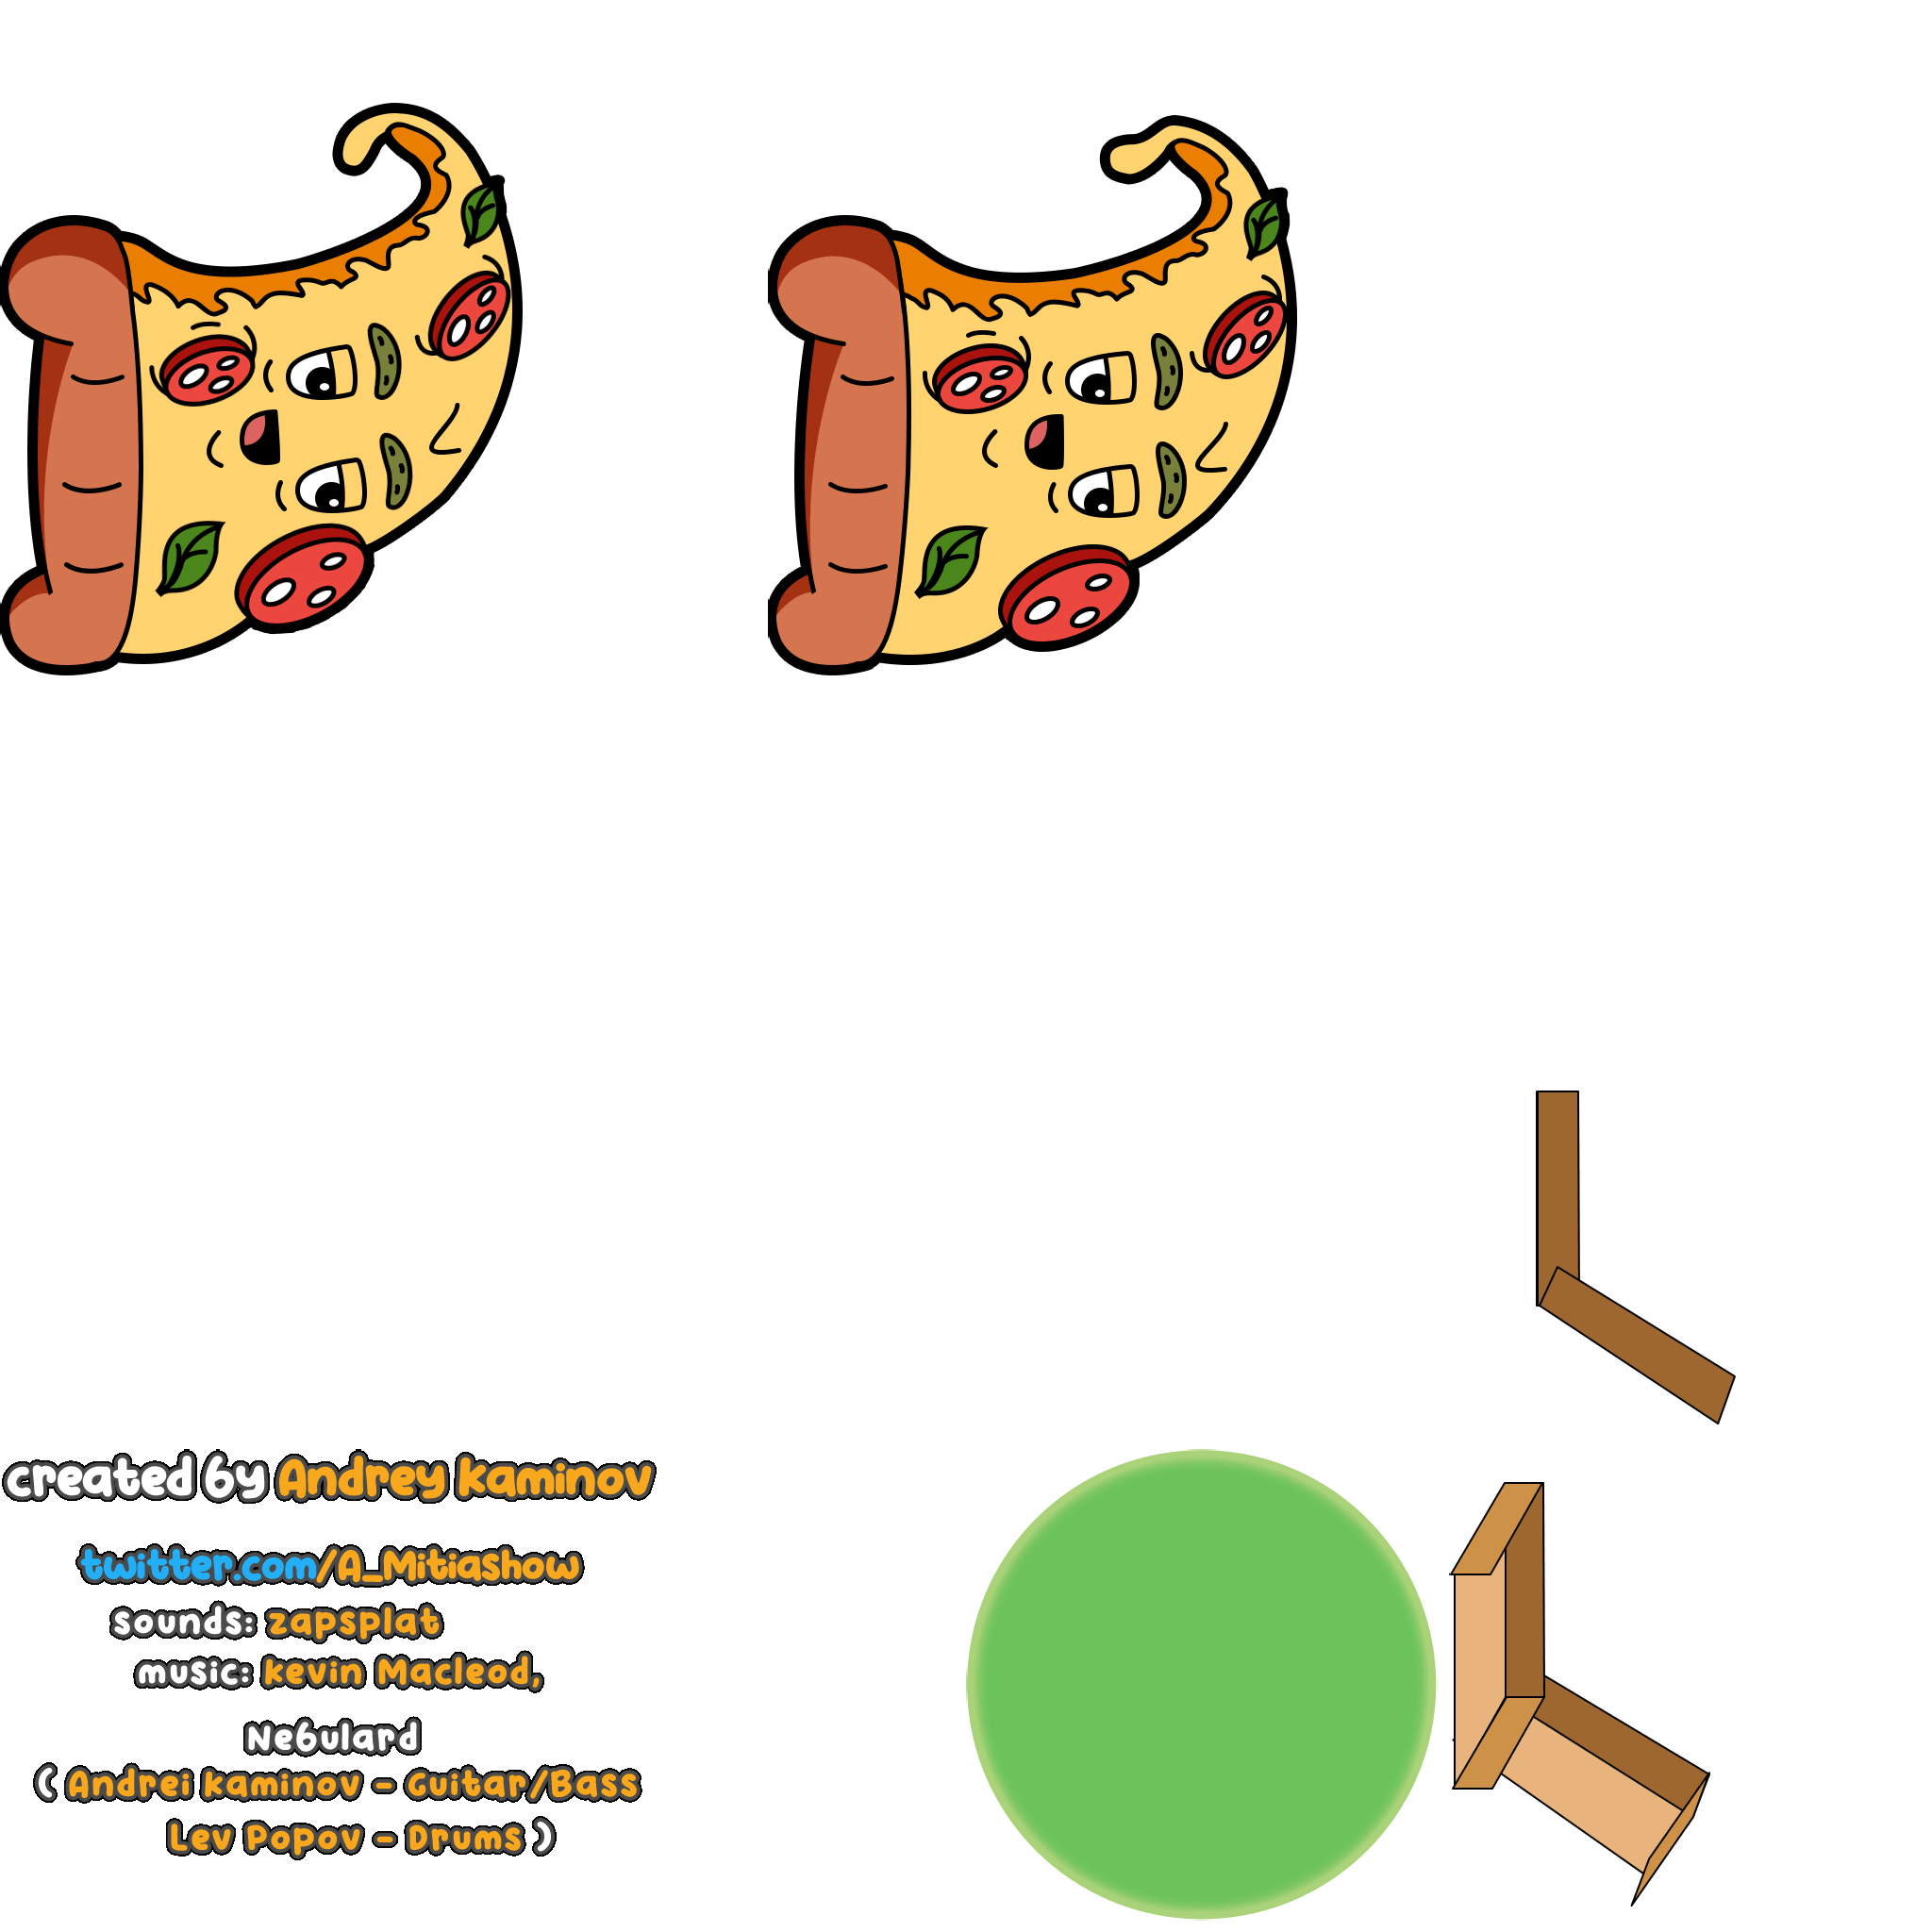 created by Andrey kaminov
twitter.com/A_Mitiashow
sounds: zapsplat
music: kevin Macleod,
Nebulard
( Andrei kaminov - Guitar/Bass
Lev Popov - Drums )